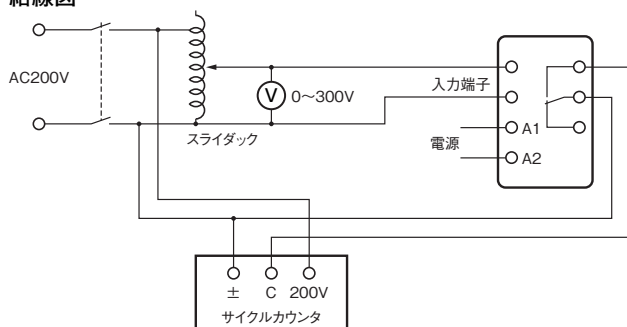 結線図
AC200V
V
0～300V
スライダック
入力端子
電源
A1
A2
±
C
200V
サイクルカウンタ